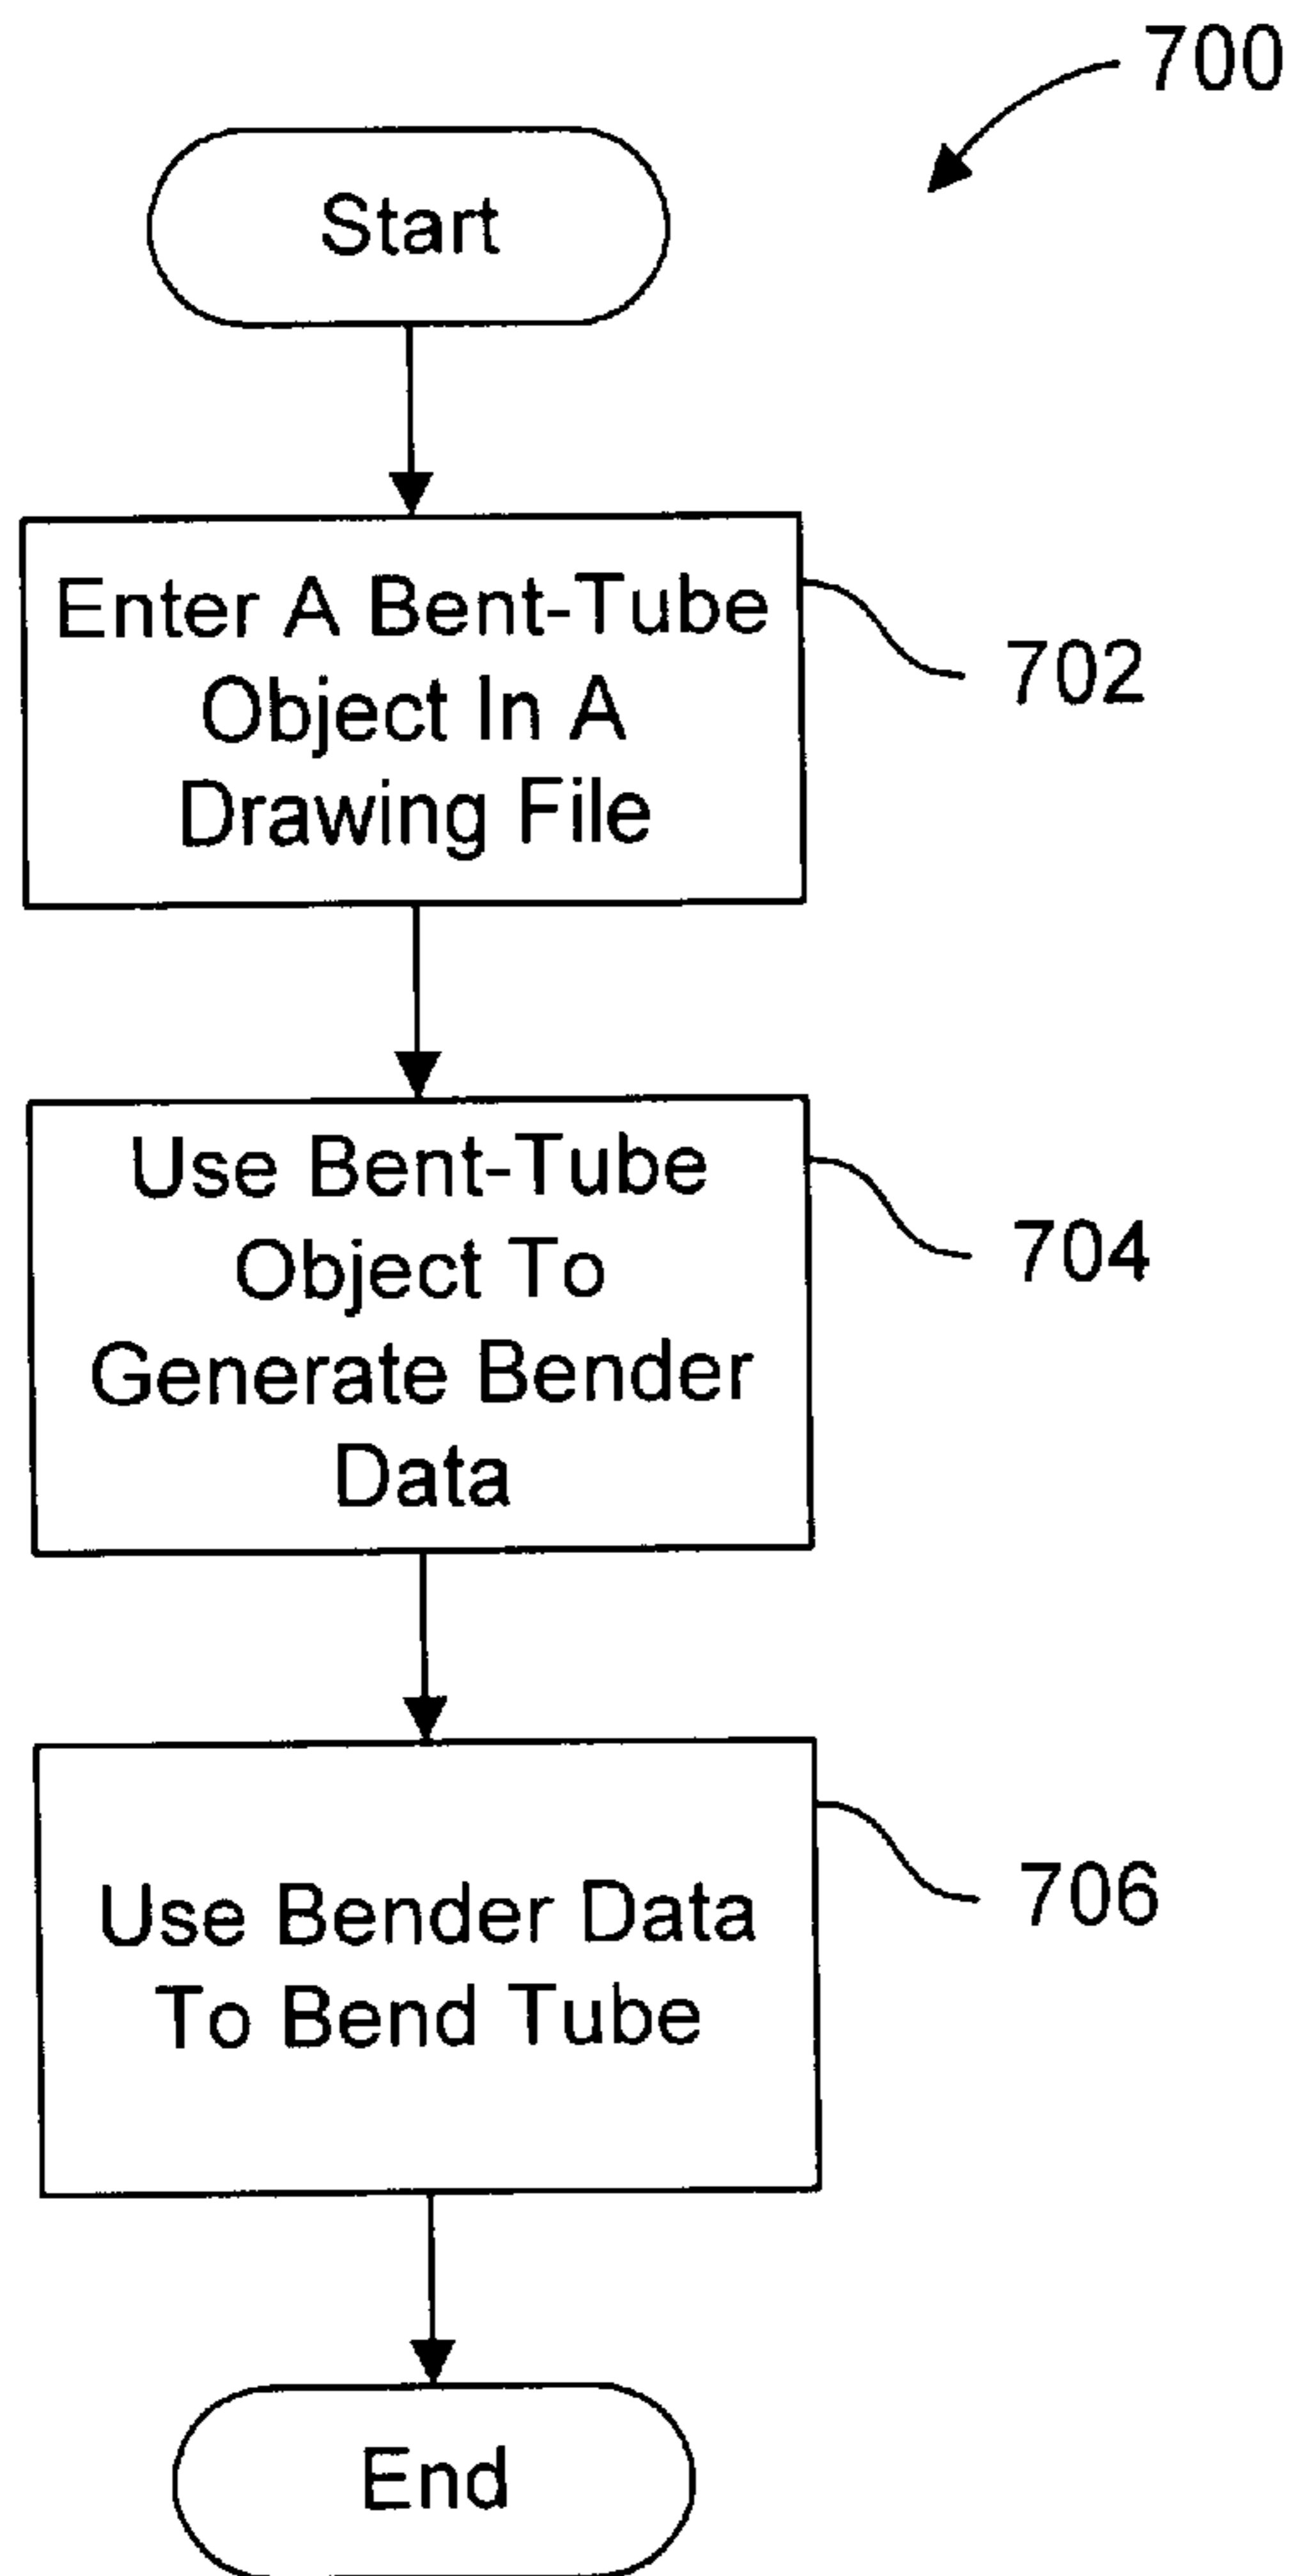 700
Start
Enter A Bent-Tube
Object In A
Drawing File
702
Use Bent-Tube
Object To
Generate Bender
Data
704
Use Bender Data
To Bend Tube
706
End